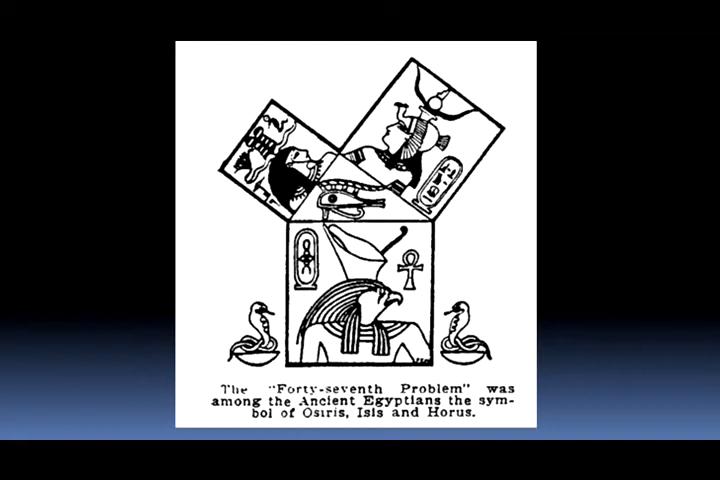 The "Forty-seventh Problem" was
among the Ancient Egyptians the sym-
bol of Osiris, Isis and Horus.